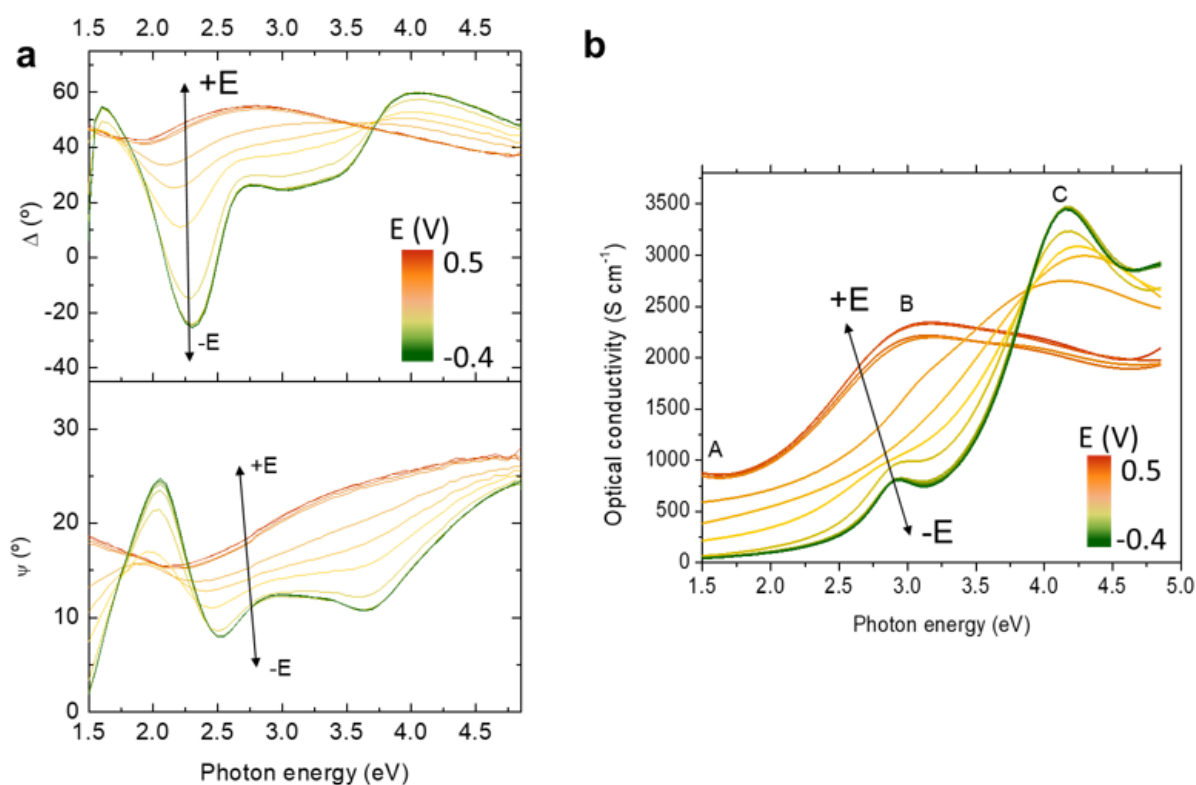 a
1.5 2.0 2.5 3.0 3.5 4.0 4.5
60
40
20
0
-20
-40
Δ (º)
+E
-E
E (V)
0.5
-0.4
30
20
10
0
Ψ (º)
+E
-E
1.5 2.0 2.5 3.0 3.5 4.0 4.5
Photon energy (eV)
b
3500
3000
2500
2000
1500
1000
500
0
Optical conductivity (S cm⁻¹)
A
B
C
+E
-E
E (V)
0.5
-0.4
1.5 2.0 2.5 3.0 3.5 4.0 4.5 5.0
Photon energy (eV)